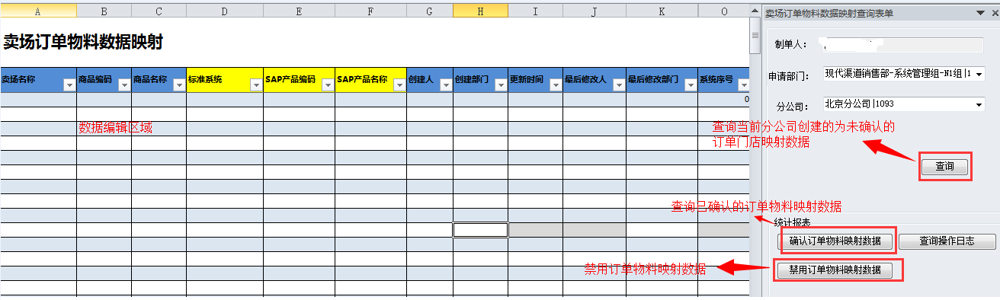 A B C D E F G H I J K O
卖场订单物料数据映射查询表单
卖场订单物料数据映射
制单人：
申请部门： 现代渠道销售部-系统管理组-N1组|1
分公司： 北京分公司|1093
卖场名称 商品编码 商品名称 标准系统 SAP产品编码 SAP产品名称 创建人 创建部门 更新时间 最后修改人 最后修改部门 系统序号
0
数据编辑区域
查询当前分公司创建的为未确认的
订单门店映射数据
查询
查询已确认的订单物料映射数据
统计报表
确认订单物料映射数据 查询操作日志
禁用订单物料映射数据
禁用订单物料映射数据